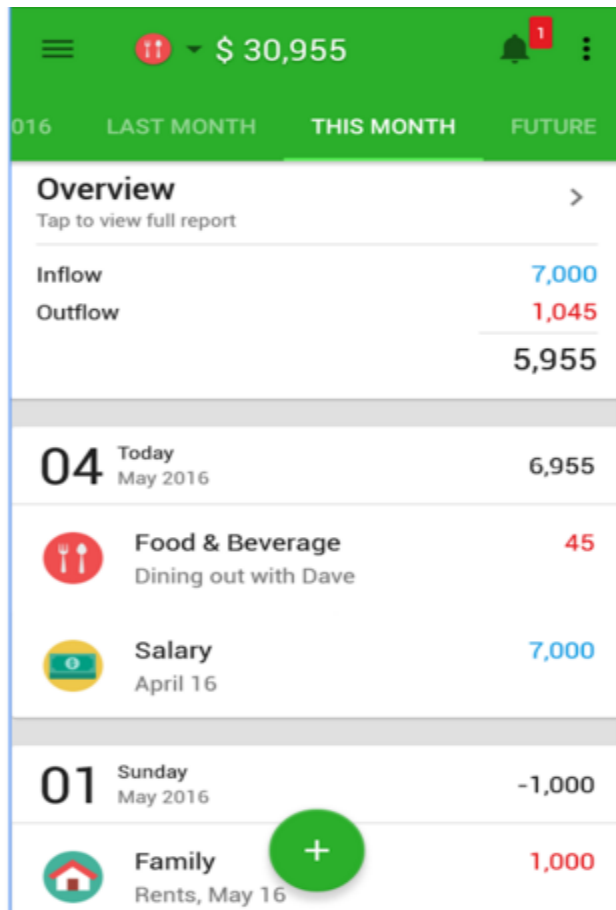 $ 30,955
1
016 LAST MONTH THIS MONTH FUTURE
Overview
Tap to view full report
Inflow 7,000
Outflow 1,045
5,955
04 Today 6,955
May 2016
Food & Beverage 45
Dining out with Dave
Salary 7,000
April 16
01 Sunday -1,000
May 2016
+
Family 1,000
Rents, May 16